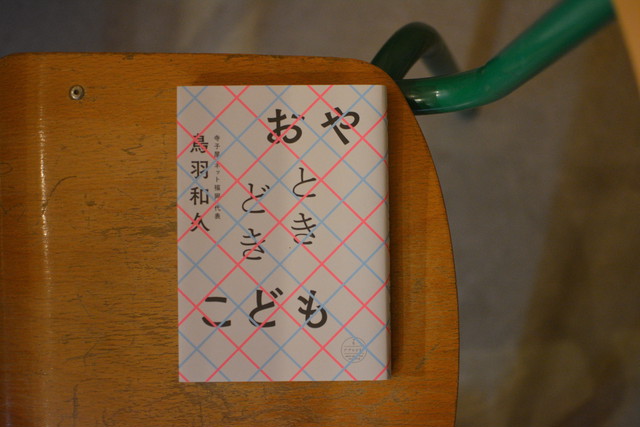 おや
とき
どき
こども
寺子屋ネット福岡 代表
鳥羽和久